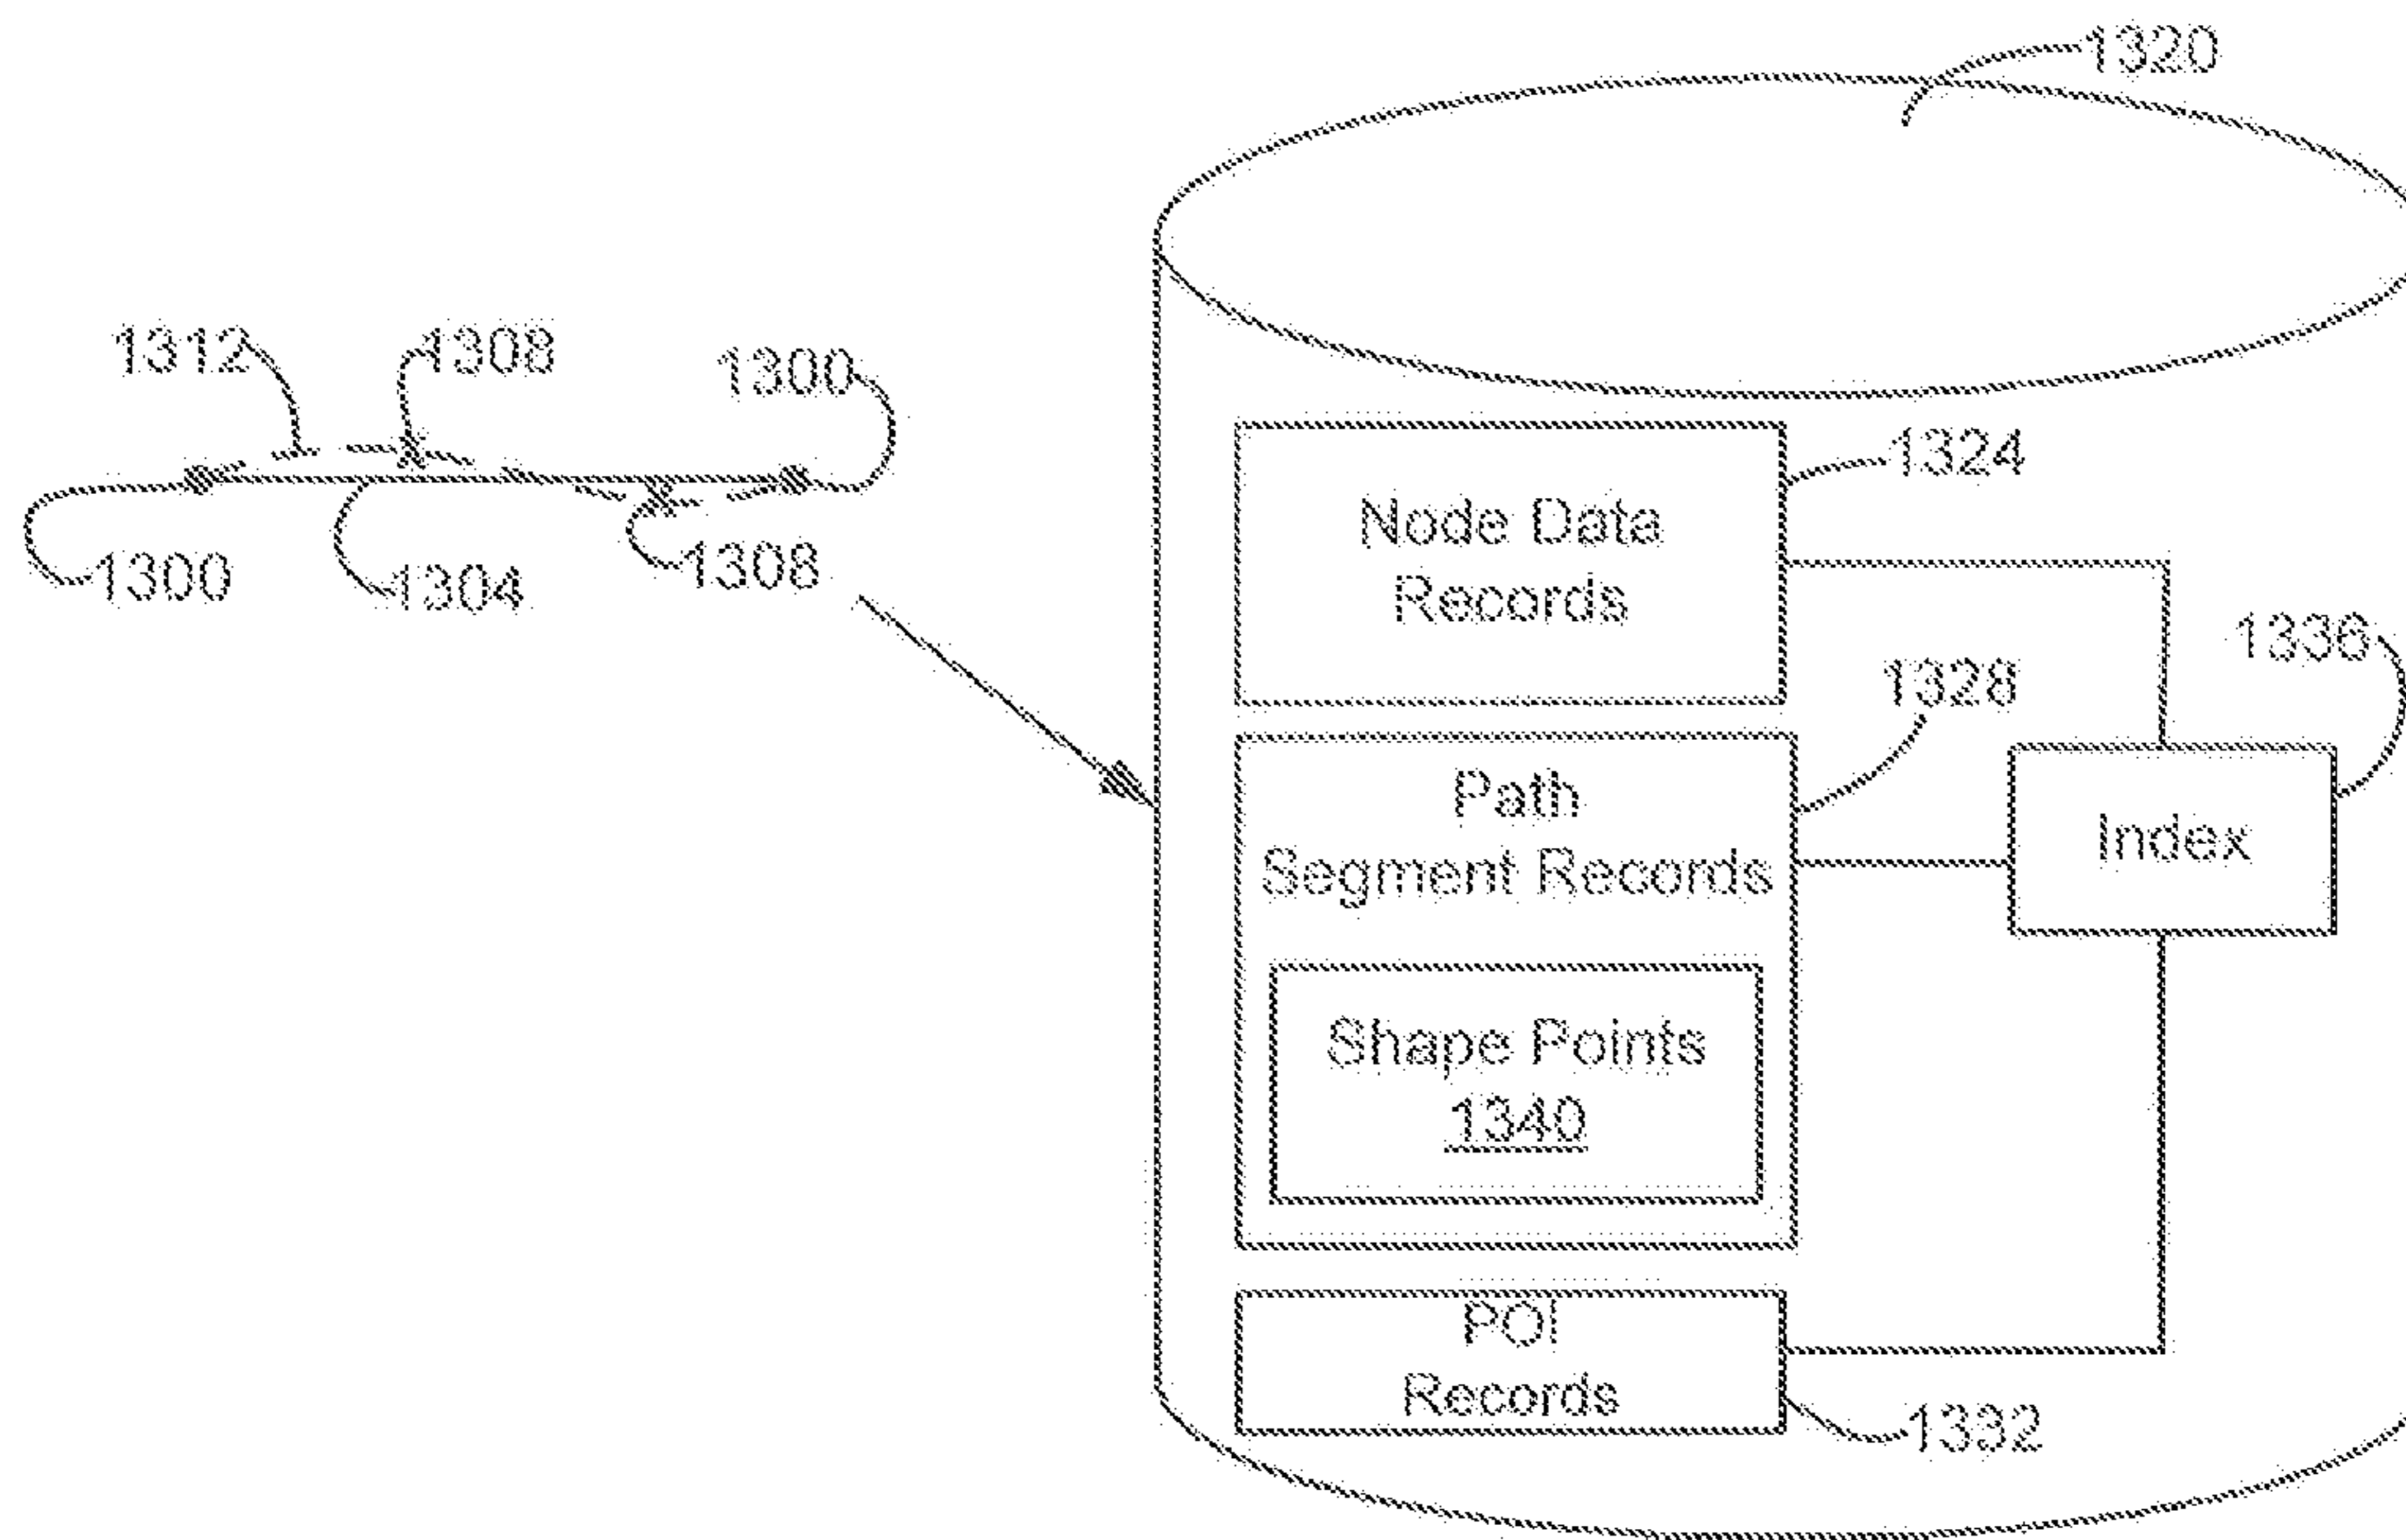 1320
1312
1308
1300
1324
Node Data
Records
1300
1304
1308
1336
1328
Path
Segment Records
Index
Shape Points
1340
POI
Records
1332